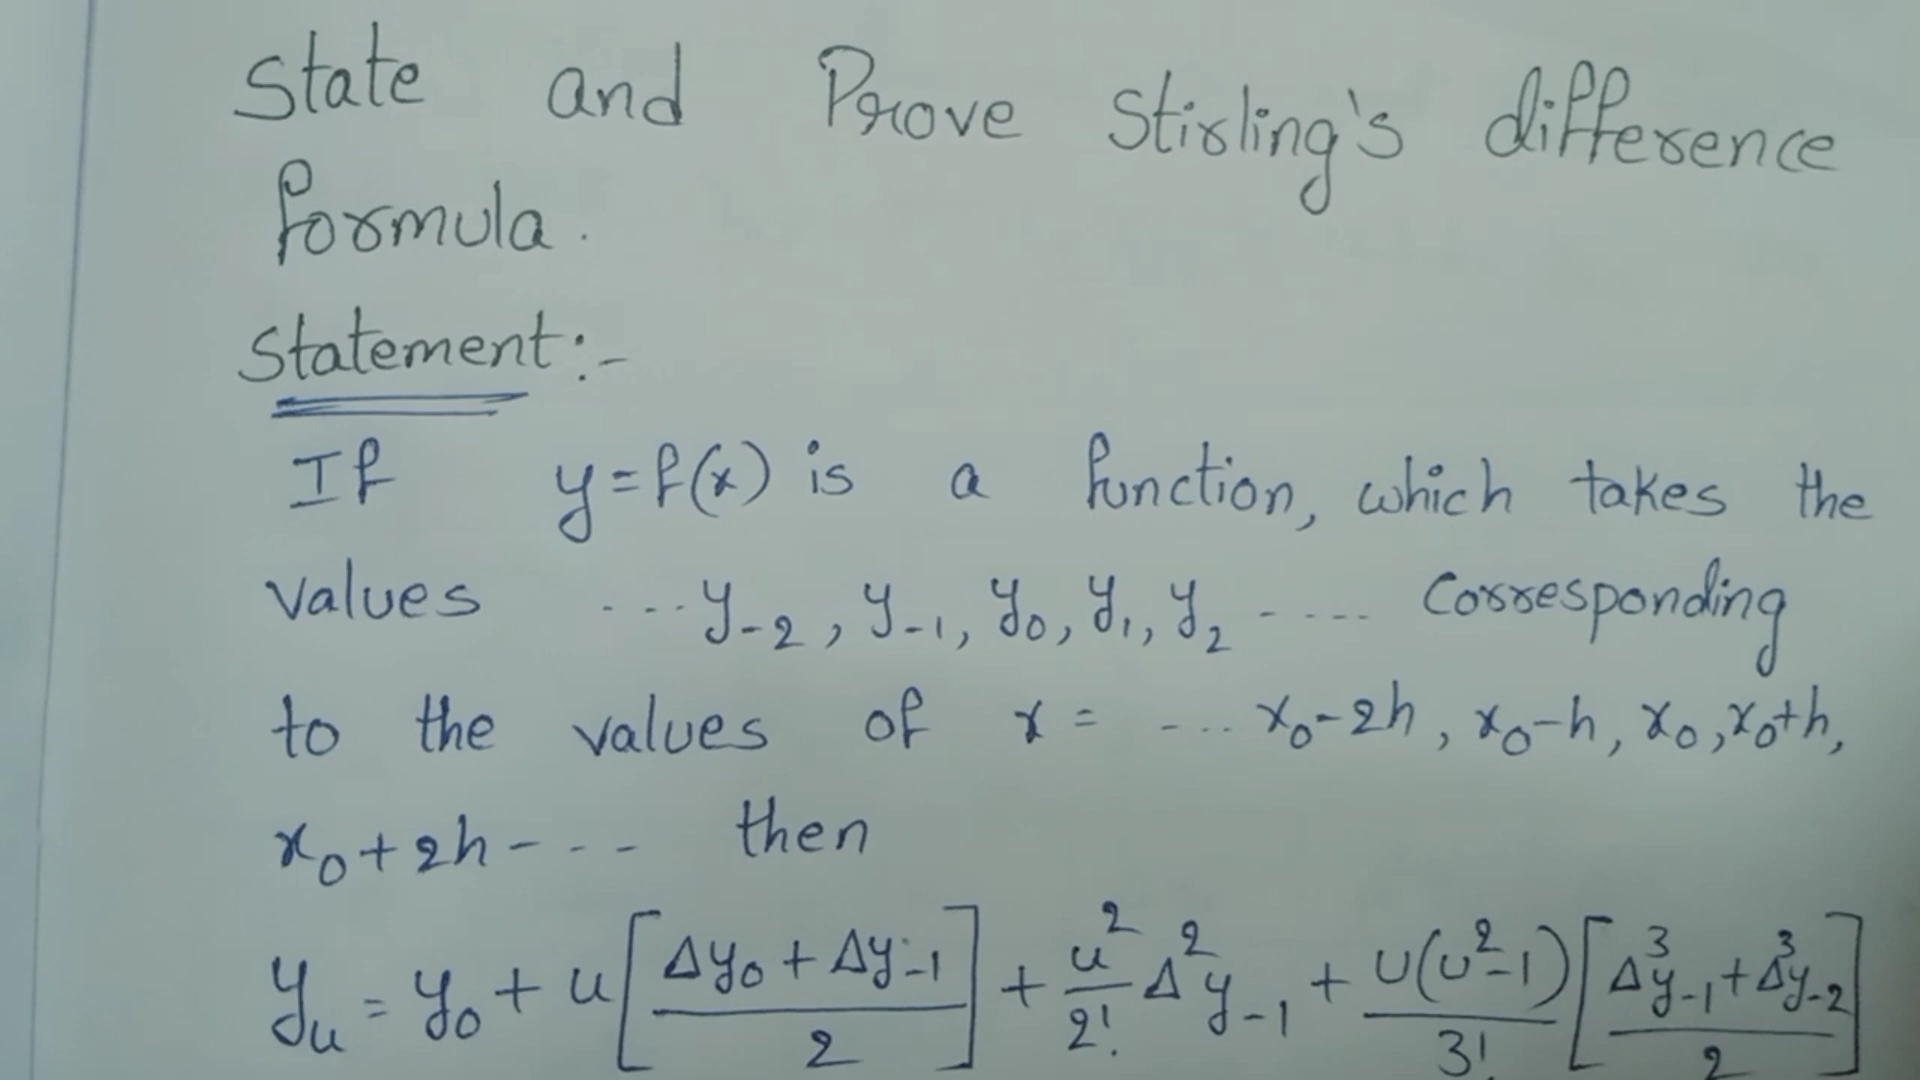 State and Prove Stirling's difference
formula.
Statement:-
If y=f(x) is a function, which takes the
values ...y₋₂, y₋₁, y₀, y₁, y₂ ..... Corresponding
to the values of x = ... x₀-2h, x₀-h, x₀, x₀+h,
x₀+2h---- then
yᵤ = y₀ + u[(Δy₀ + Δy₋₁)/2] + u²/2! Δ²y₋₁ + u(u²-1)/3! [(Δ³y₋₁ + Δ³y₋₂)/2]